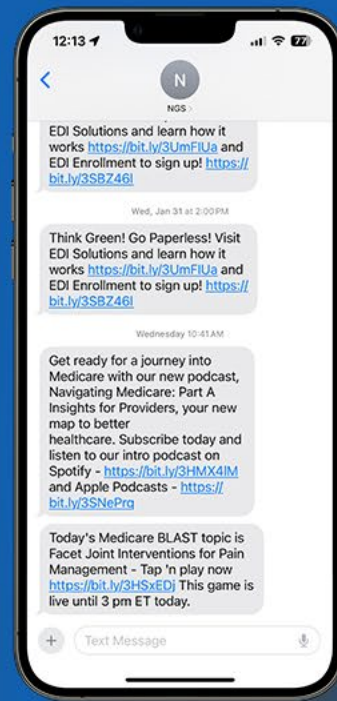 12:13
77
N
NGS
EDI Solutions and learn how it
works https://bit.ly/3UmFlUa and
EDI Enrollment to sign up! https://
bit.ly/3SBZ46I
Wed, Jan 31 at 2:00 PM
Think Green! Go Paperless! Visit
EDI Solutions and learn how it
works https://bit.ly/3UmFlUa and
EDI Enrollment to sign up! https://
bit.ly/3SBZ46I
Wednesday 10:41 AM
Get ready for a journey into
Medicare with our new podcast,
Navigating Medicare: Part A
Insights for Providers, your new
map to better
healthcare. Subscribe today and
listen to our intro podcast on
Spotify - https://bit.ly/3HMX4IM
and Apple Podcasts - https://
bit.ly/3SNePrq
Today's Medicare BLAST topic is
Facet Joint Interventions for Pain
Management - Tap 'n play now
https://bit.ly/3HSxEDj This game is
live until 3 pm ET today.
Text Message